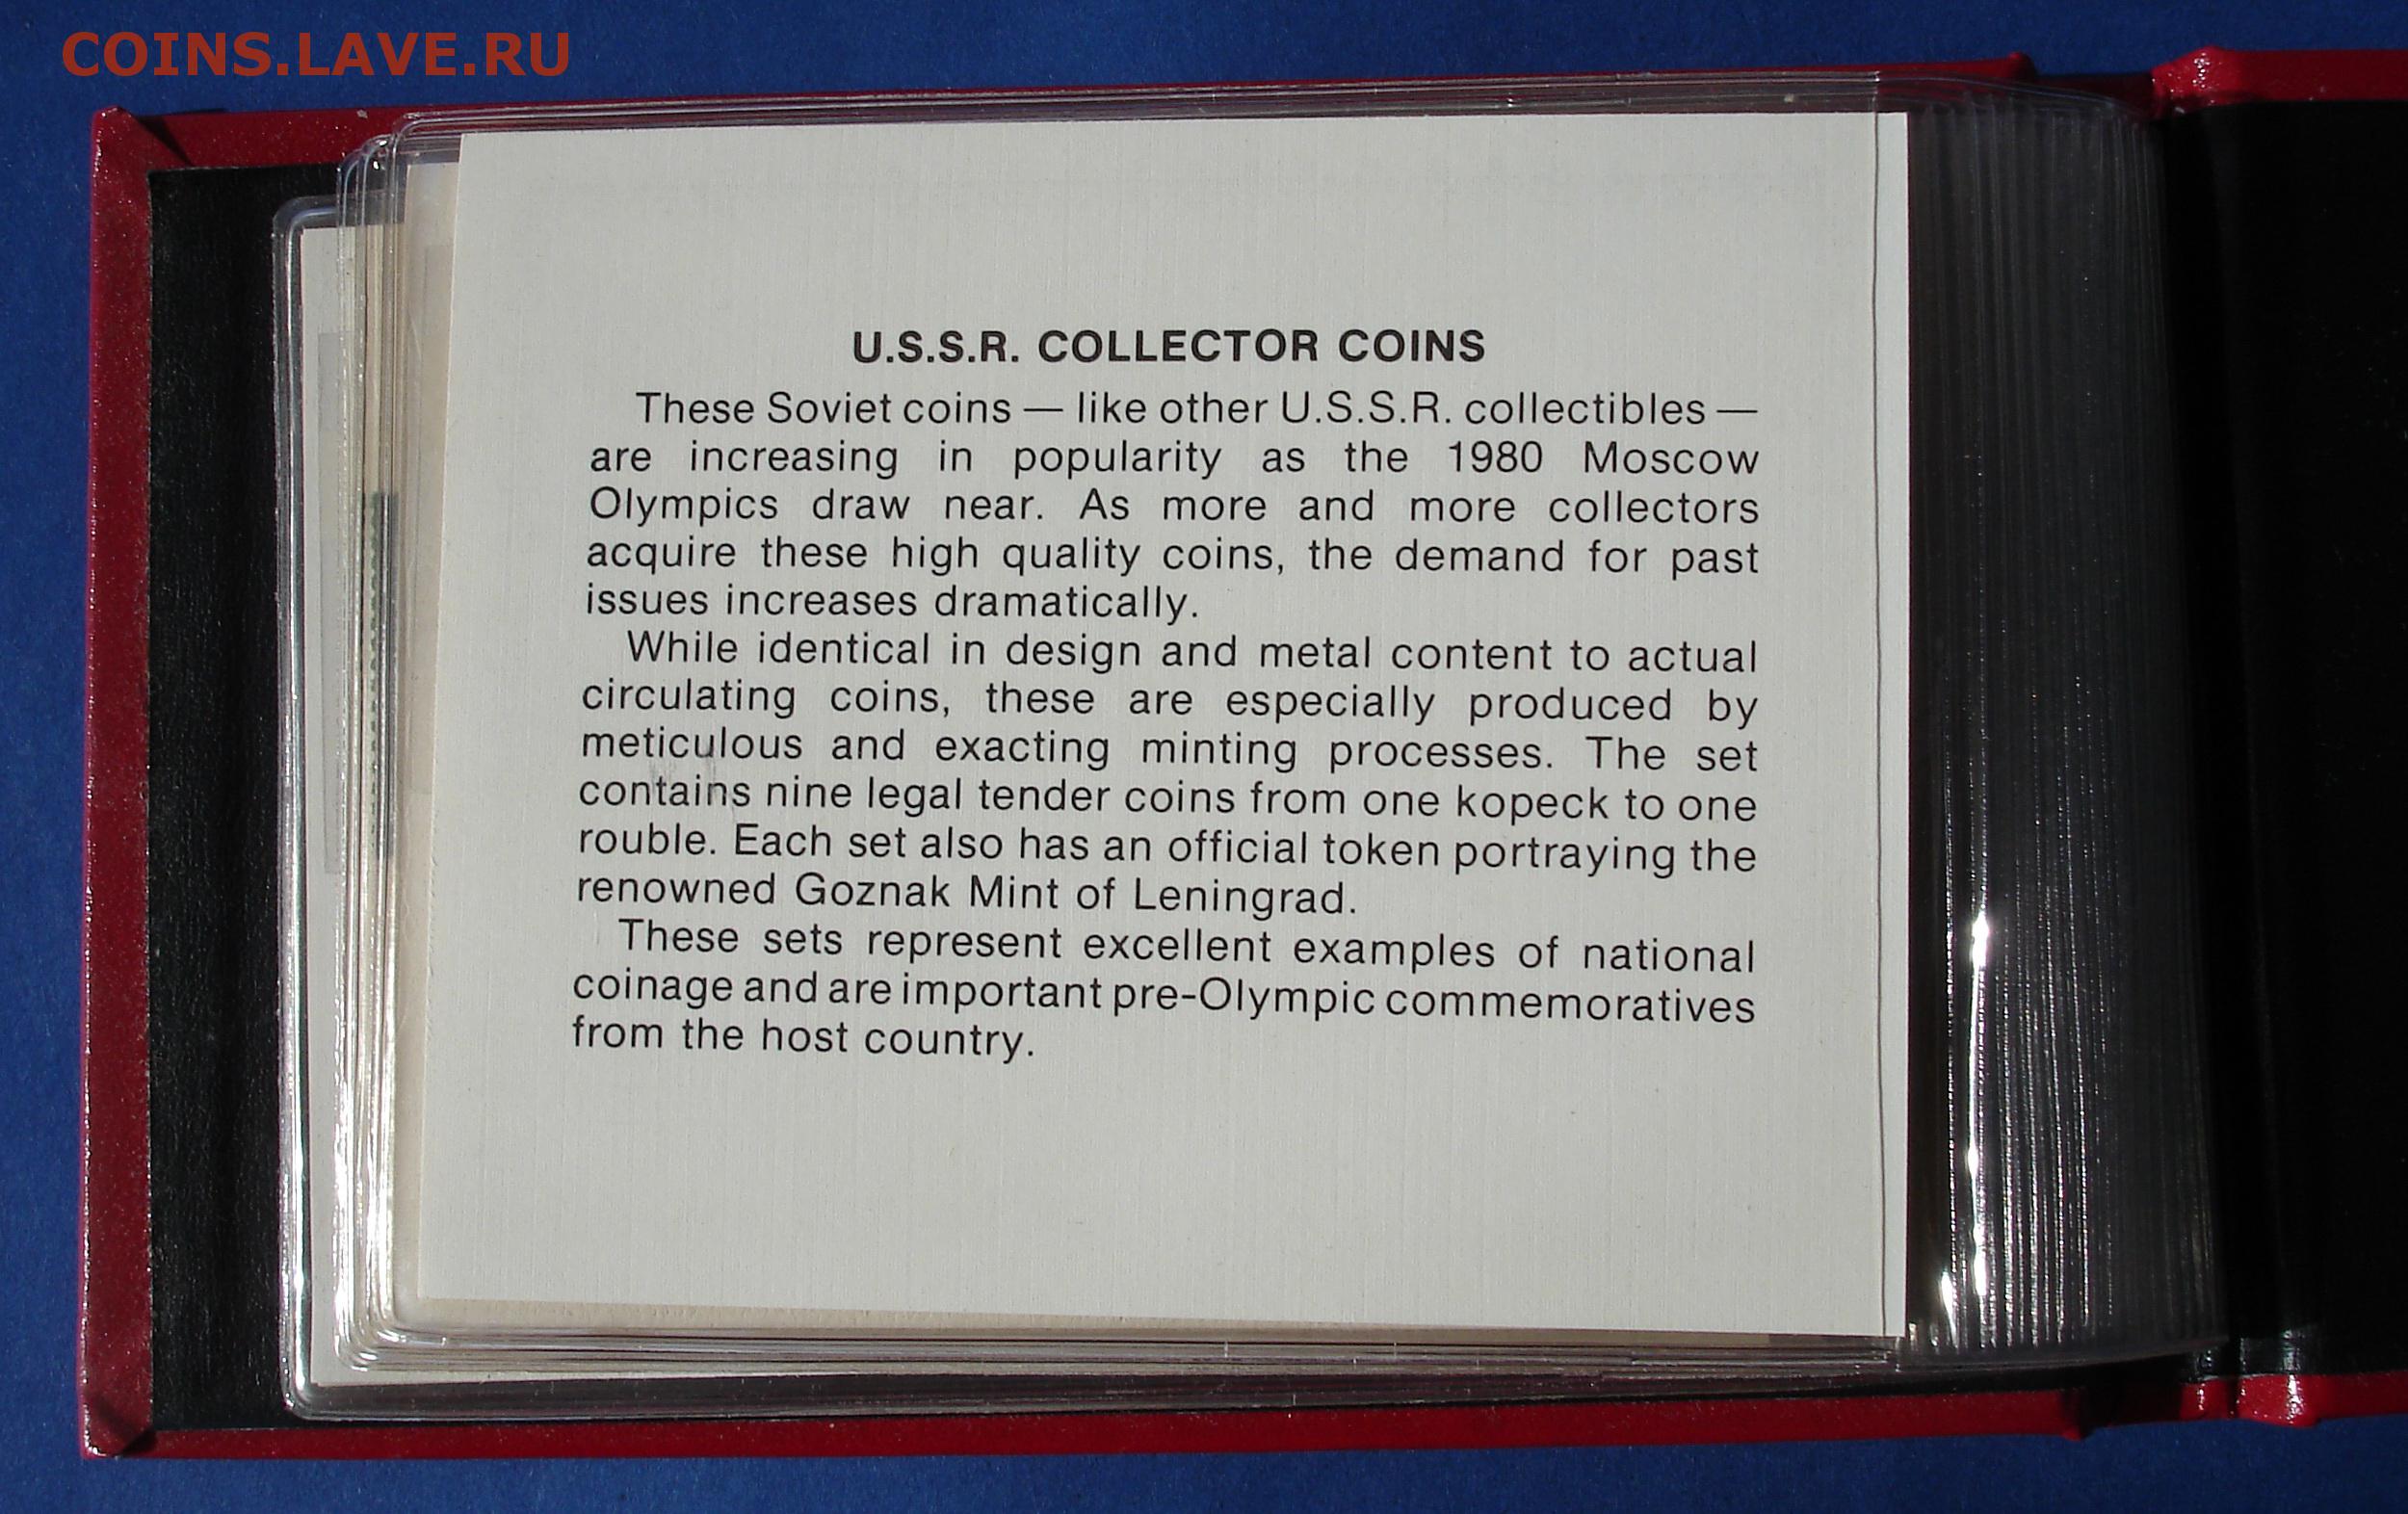 COINS.LAVE.RU
U.S.S.R. COLLECTOR COINS
These Soviet coins — like other U.S.S.R. collectibles —
are increasing in popularity as the 1980 Moscow
Olympics draw near. As more and more collectors
acquire these high quality coins, the demand for past
issues increases dramatically.
While identical in design and metal content to actual
circulating coins, these are especially produced by
meticulous and exacting minting processes. The set
contains nine legal tender coins from one kopeck to one
rouble. Each set also has an official token portraying the
renowned Goznak Mint of Leningrad.
These sets represent excellent examples of national
coinage and are important pre-Olympic commemoratives
from the host country.